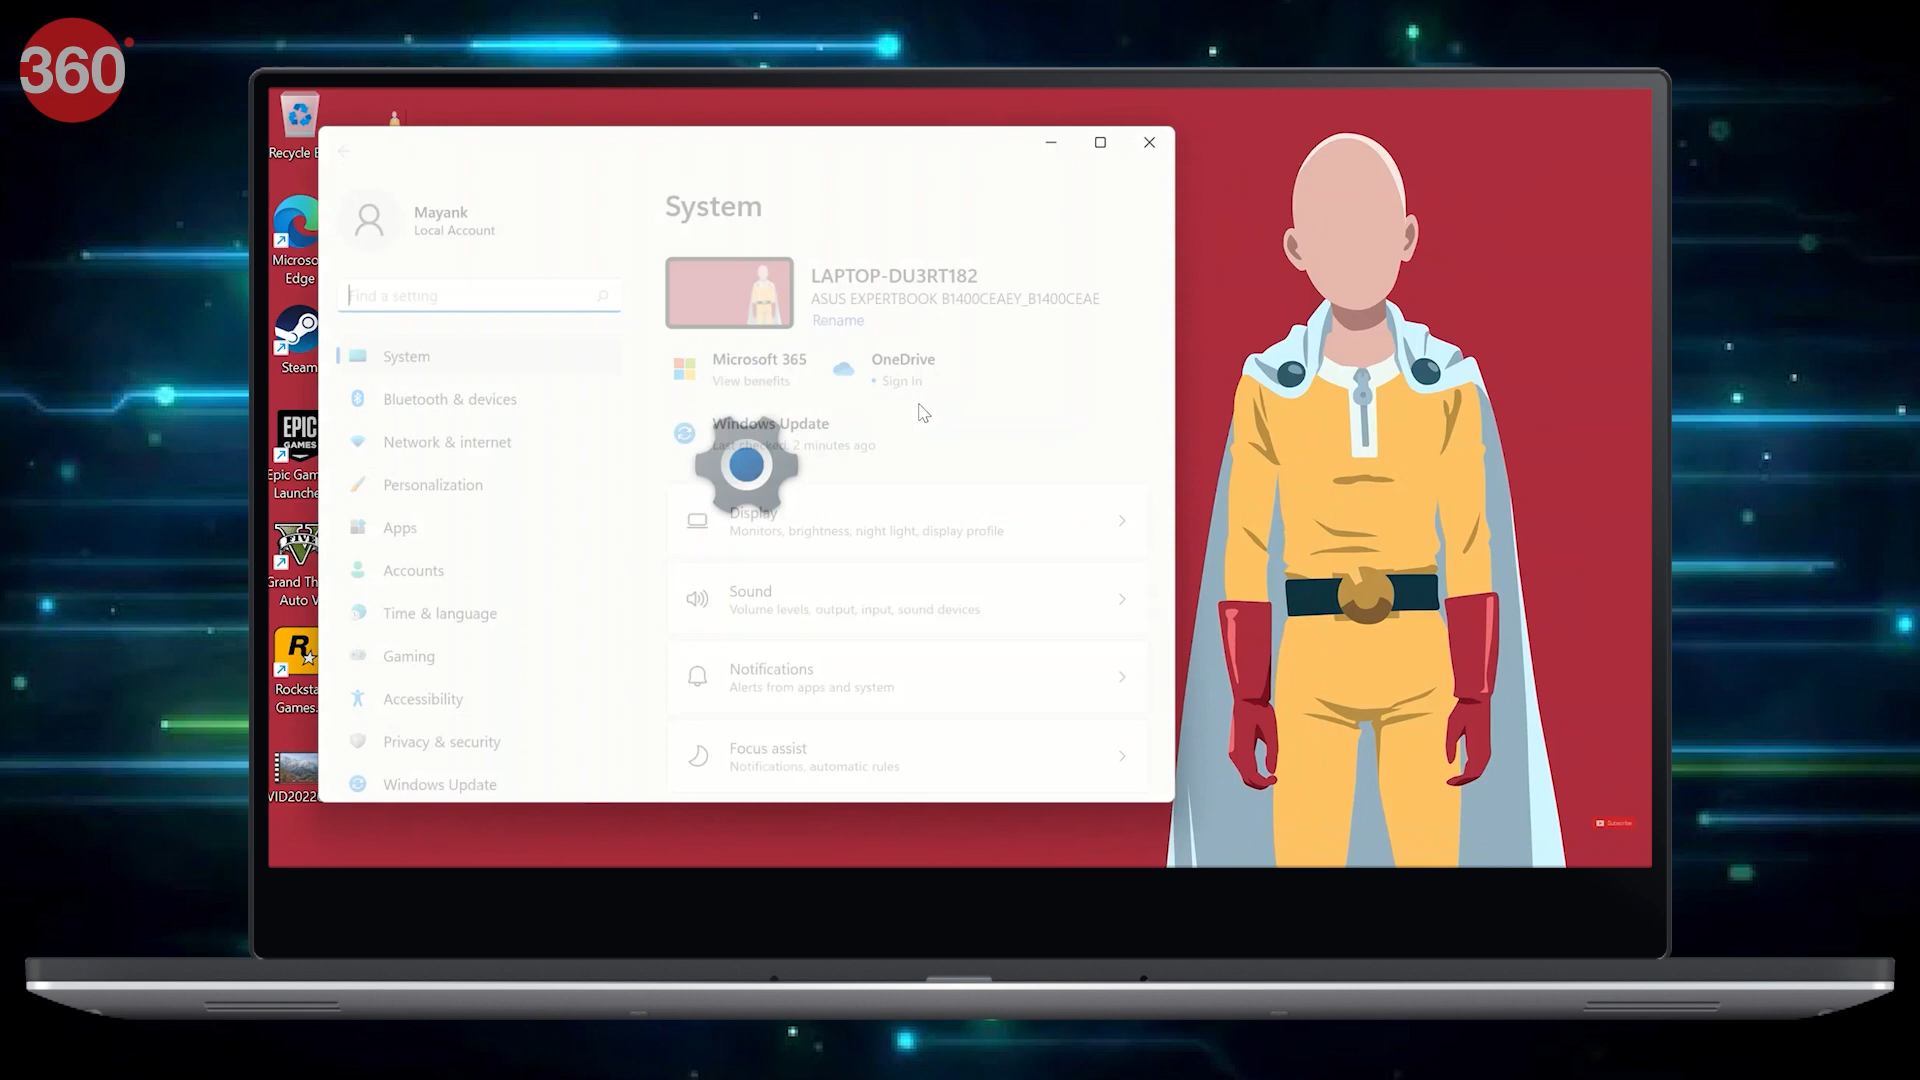 360
Recycle B
Microso
Edge
Steam
EPIC
GAMES
Epic Gam
Launche
FIVE
Grand Th
Auto V
R
Rocksta
Games.
VID2022
Mayank
Local Account
Find a setting
System
Bluetooth & devices
Network & internet
Personalization
Apps
Accounts
Time & language
Gaming
Accessibility
Privacy & security
Windows Update
System
LAPTOP-DU3RT182
ASUS EXPERTBOOK B1400CEAEY_B1400CEAE
Rename
Microsoft 365
View benefits
OneDrive
• Sign In
Windows Update
Last checked: 2 minutes ago
Display
Monitors, brightness, night light, display profile
Sound
Volume levels, output, input, sound devices
Notifications
Alerts from apps and system
Focus assist
Notifications, automatic rules
Subscribe